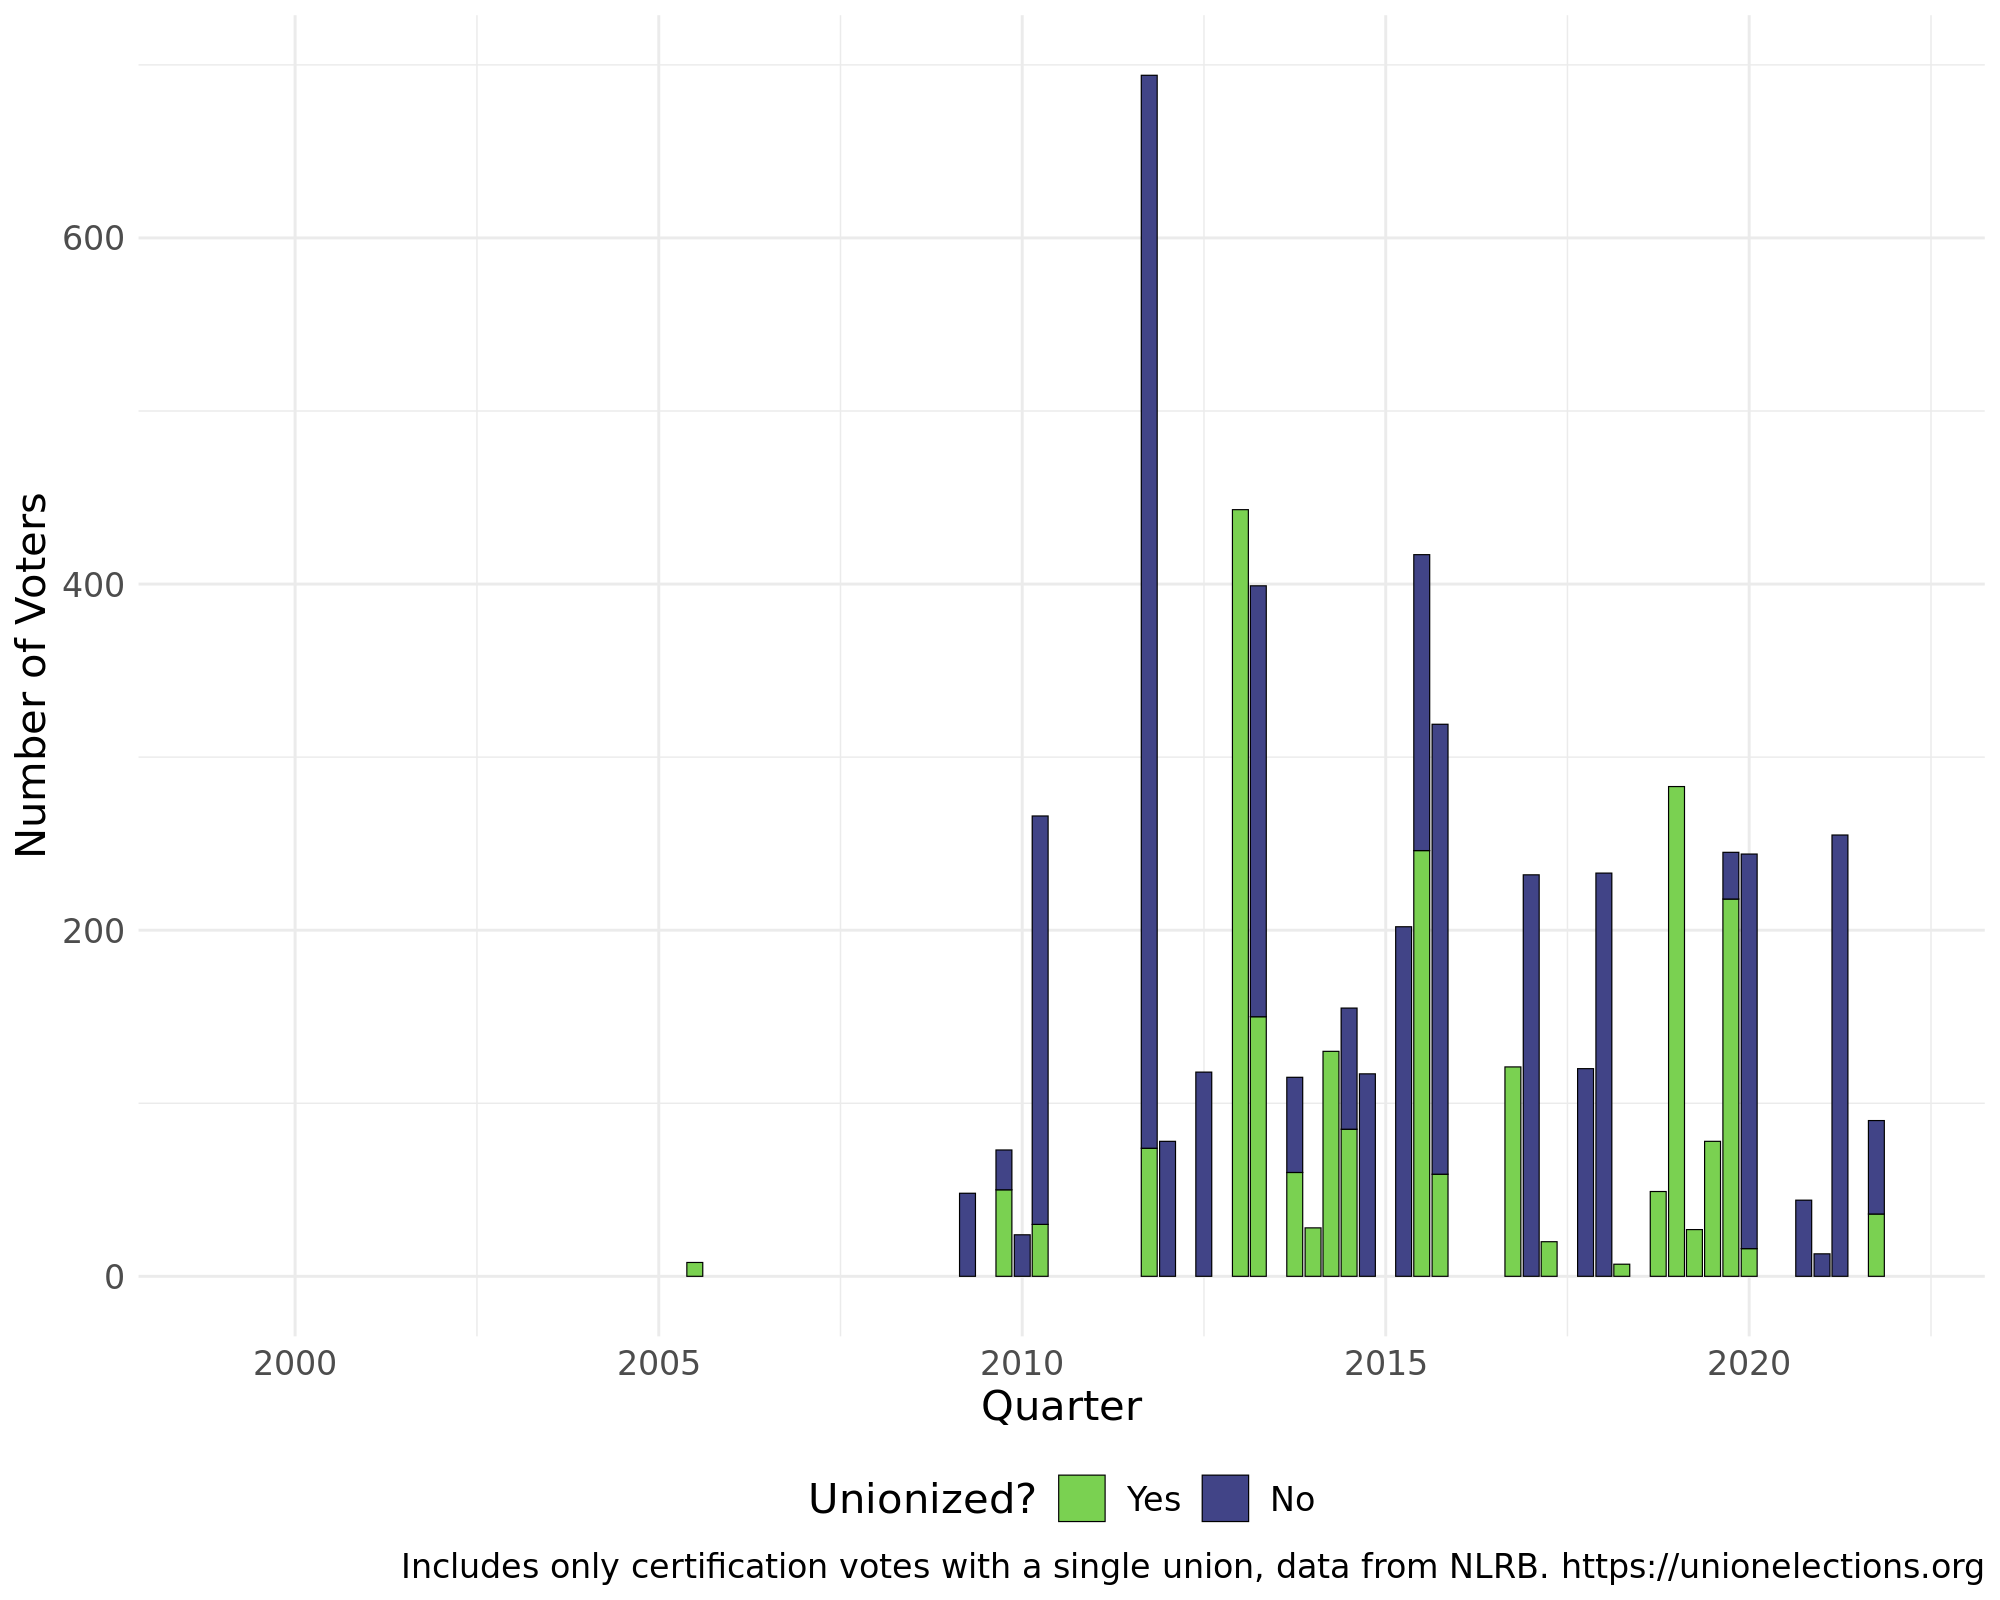 600
400
200
0
Number of Voters
2000 2005 2010 2015 2020
Quarter
Unionized? Yes No
Includes only certification votes with a single union, data from NLRB. https://unionelections.org